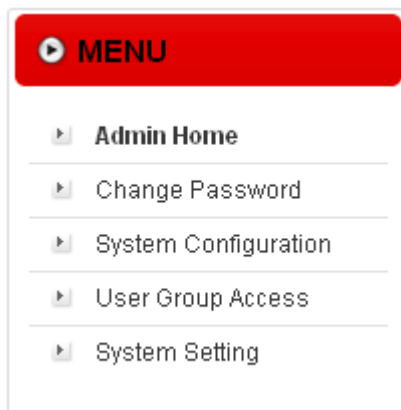 MENU
Admin Home
Change Password
System Configuration
User Group Access
System Setting